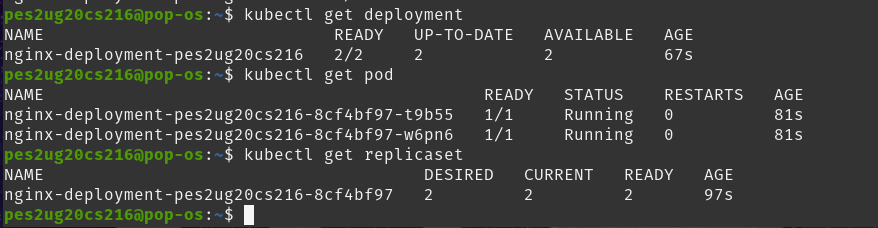 pes2ug20cs216@pop-os:~$ kubectl get deployment
NAME READY UP-TO-DATE AVAILABLE AGE
nginx-deployment-pes2ug20cs216 2/2 2 2 67s
pes2ug20cs216@pop-os:~$ kubectl get pod
NAME READY STATUS RESTARTS AGE
nginx-deployment-pes2ug20cs216-8cf4bf97-t9b55 1/1 Running 0 81s
nginx-deployment-pes2ug20cs216-8cf4bf97-w6pn6 1/1 Running 0 81s
pes2ug20cs216@pop-os:~$ kubectl get replicaset
NAME DESIRED CURRENT READY AGE
nginx-deployment-pes2ug20cs216-8cf4bf97 2 2 2 97s
pes2ug20cs216@pop-os:~$